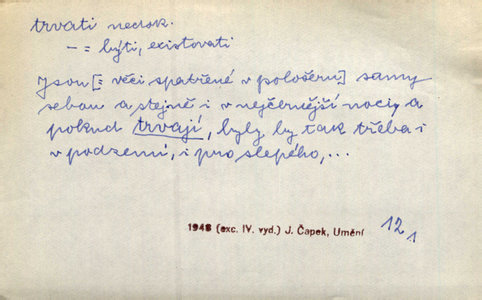 trvati nedok.
— = býti, existovati
Jsou [= věci spatřené v pološeru] samy
sebou a stejně i v nejčernější noci, a
pokud trvají, byly by tak třeba i
v podzemí, i pro slepého,...
1948 (exc. IV. vyd.) J. Čapek, Umění
12
1